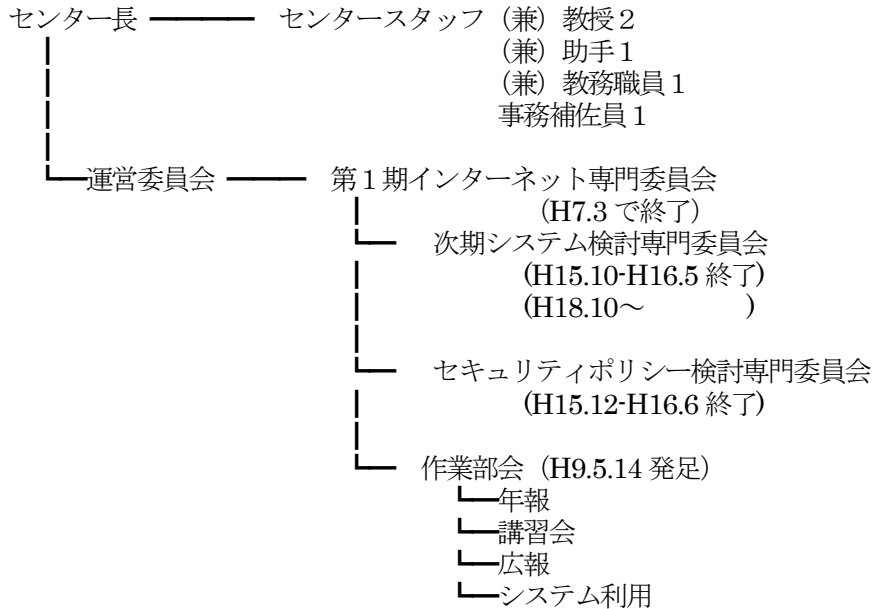 センター長 センタースタッフ (兼) 教授２
(兼) 助手１
(兼) 教務職員１
事務補佐員１
運営委員会 第１期インターネット専門委員会
(H7.3 で終了)
次期システム検討専門委員会
(H15.10-H16.5 終了)
(H18.10～ )
セキュリティポリシー検討専門委員会
(H15.12-H16.6 終了)
作業部会 (H9.5.14 発足)
年報
講習会
広報
システム利用